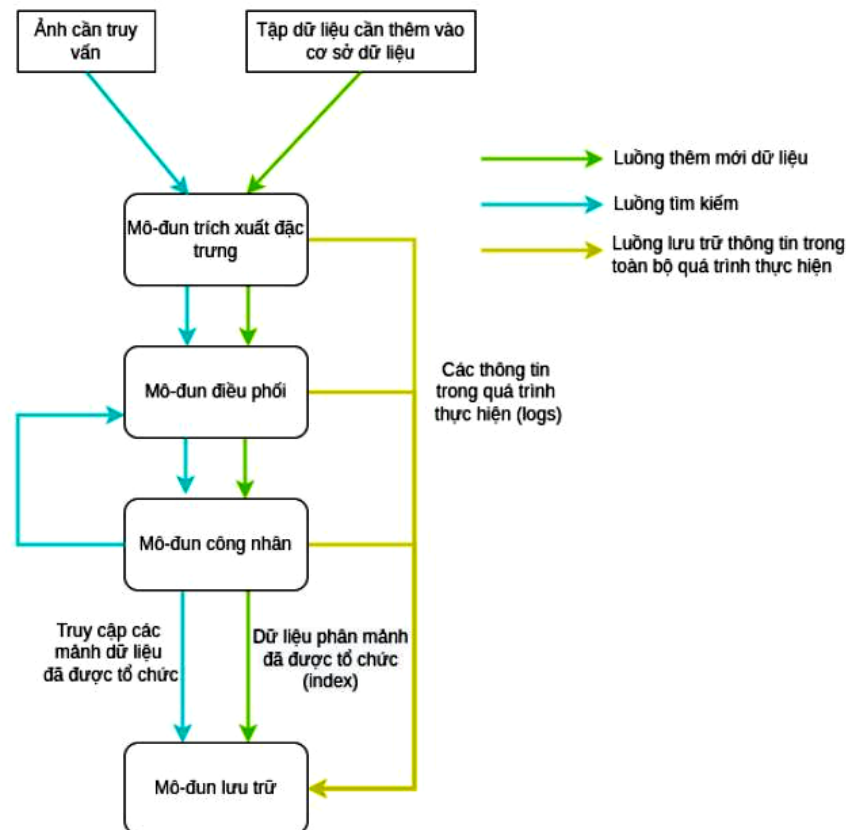 Ảnh cần truy
vấn
Tập dữ liệu cần thêm vào
cơ sở dữ liệu
Luồng thêm mới dữ liệu
Luồng tìm kiếm
Luồng lưu trữ thông tin trong
toàn bộ quá trình thực hiện
Mô-đun trích xuất đặc
trưng
Mô-đun điều phối
Các thông tin
trong quá trình
thực hiện (logs)
Mô-đun công nhân
Truy cập các
mảnh dữ liệu
đã được tổ chức
Dữ liệu phân mảnh
đã được tổ chức
(index)
Mô-đun lưu trữ